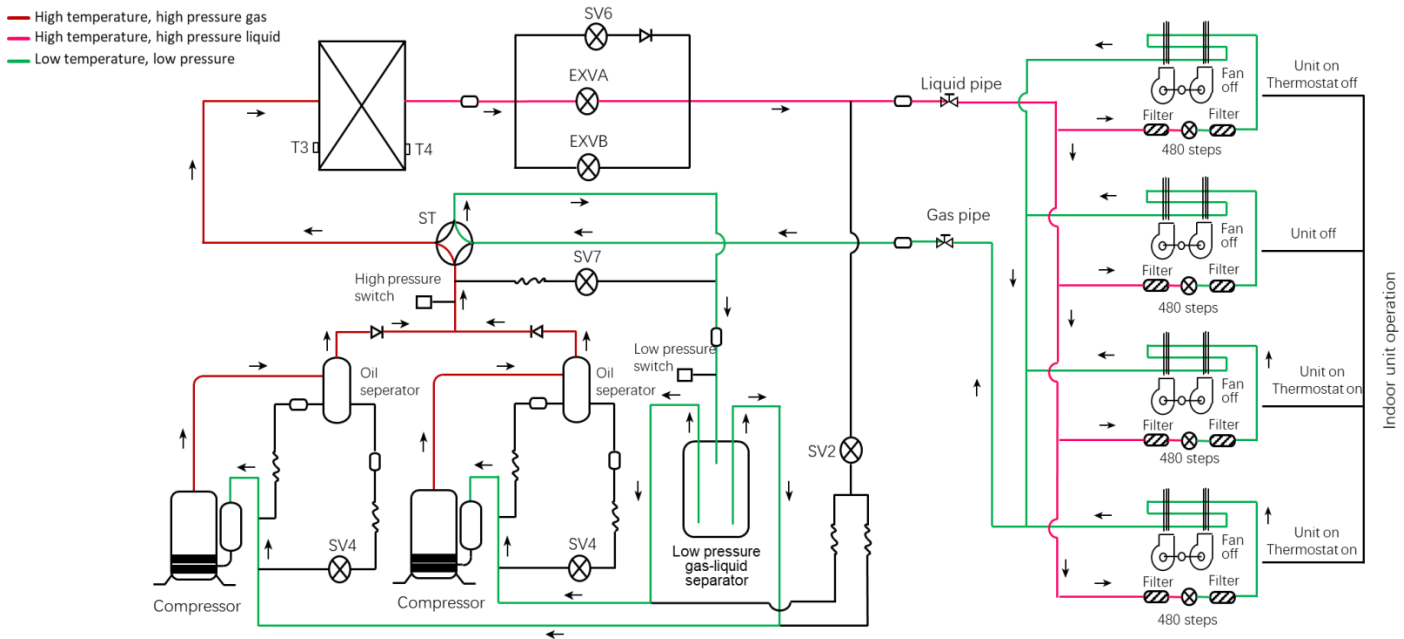 High temperature, high pressure gas
High temperature, high pressure liquid
Low temperature, low pressure
SV6
EXVA
EXVB
T3
T4
ST
SV7
High pressure
switch
Low pressure
switch
Oil
seperator
Oil
seperator
SV4
SV4
Compressor
Compressor
Low pressure
gas-liquid
separator
SV2
Liquid pipe
Gas pipe
Fan
off
Filter
Filter
480 steps
Unit on
Thermostat off
Fan
off
Filter
Filter
480 steps
Unit off
Fan
off
Filter
Filter
480 steps
Unit on
Thermostat on
Fan
off
Filter
Filter
480 steps
Unit on
Thermostat on
Indoor unit operation